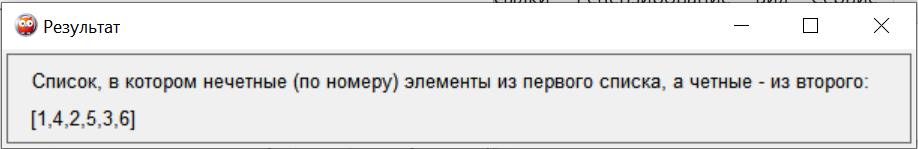 Результат
Список, в котором нечетные (по номеру) элементы из первого списка, а четные - из второго:
[1,4,2,5,3,6]